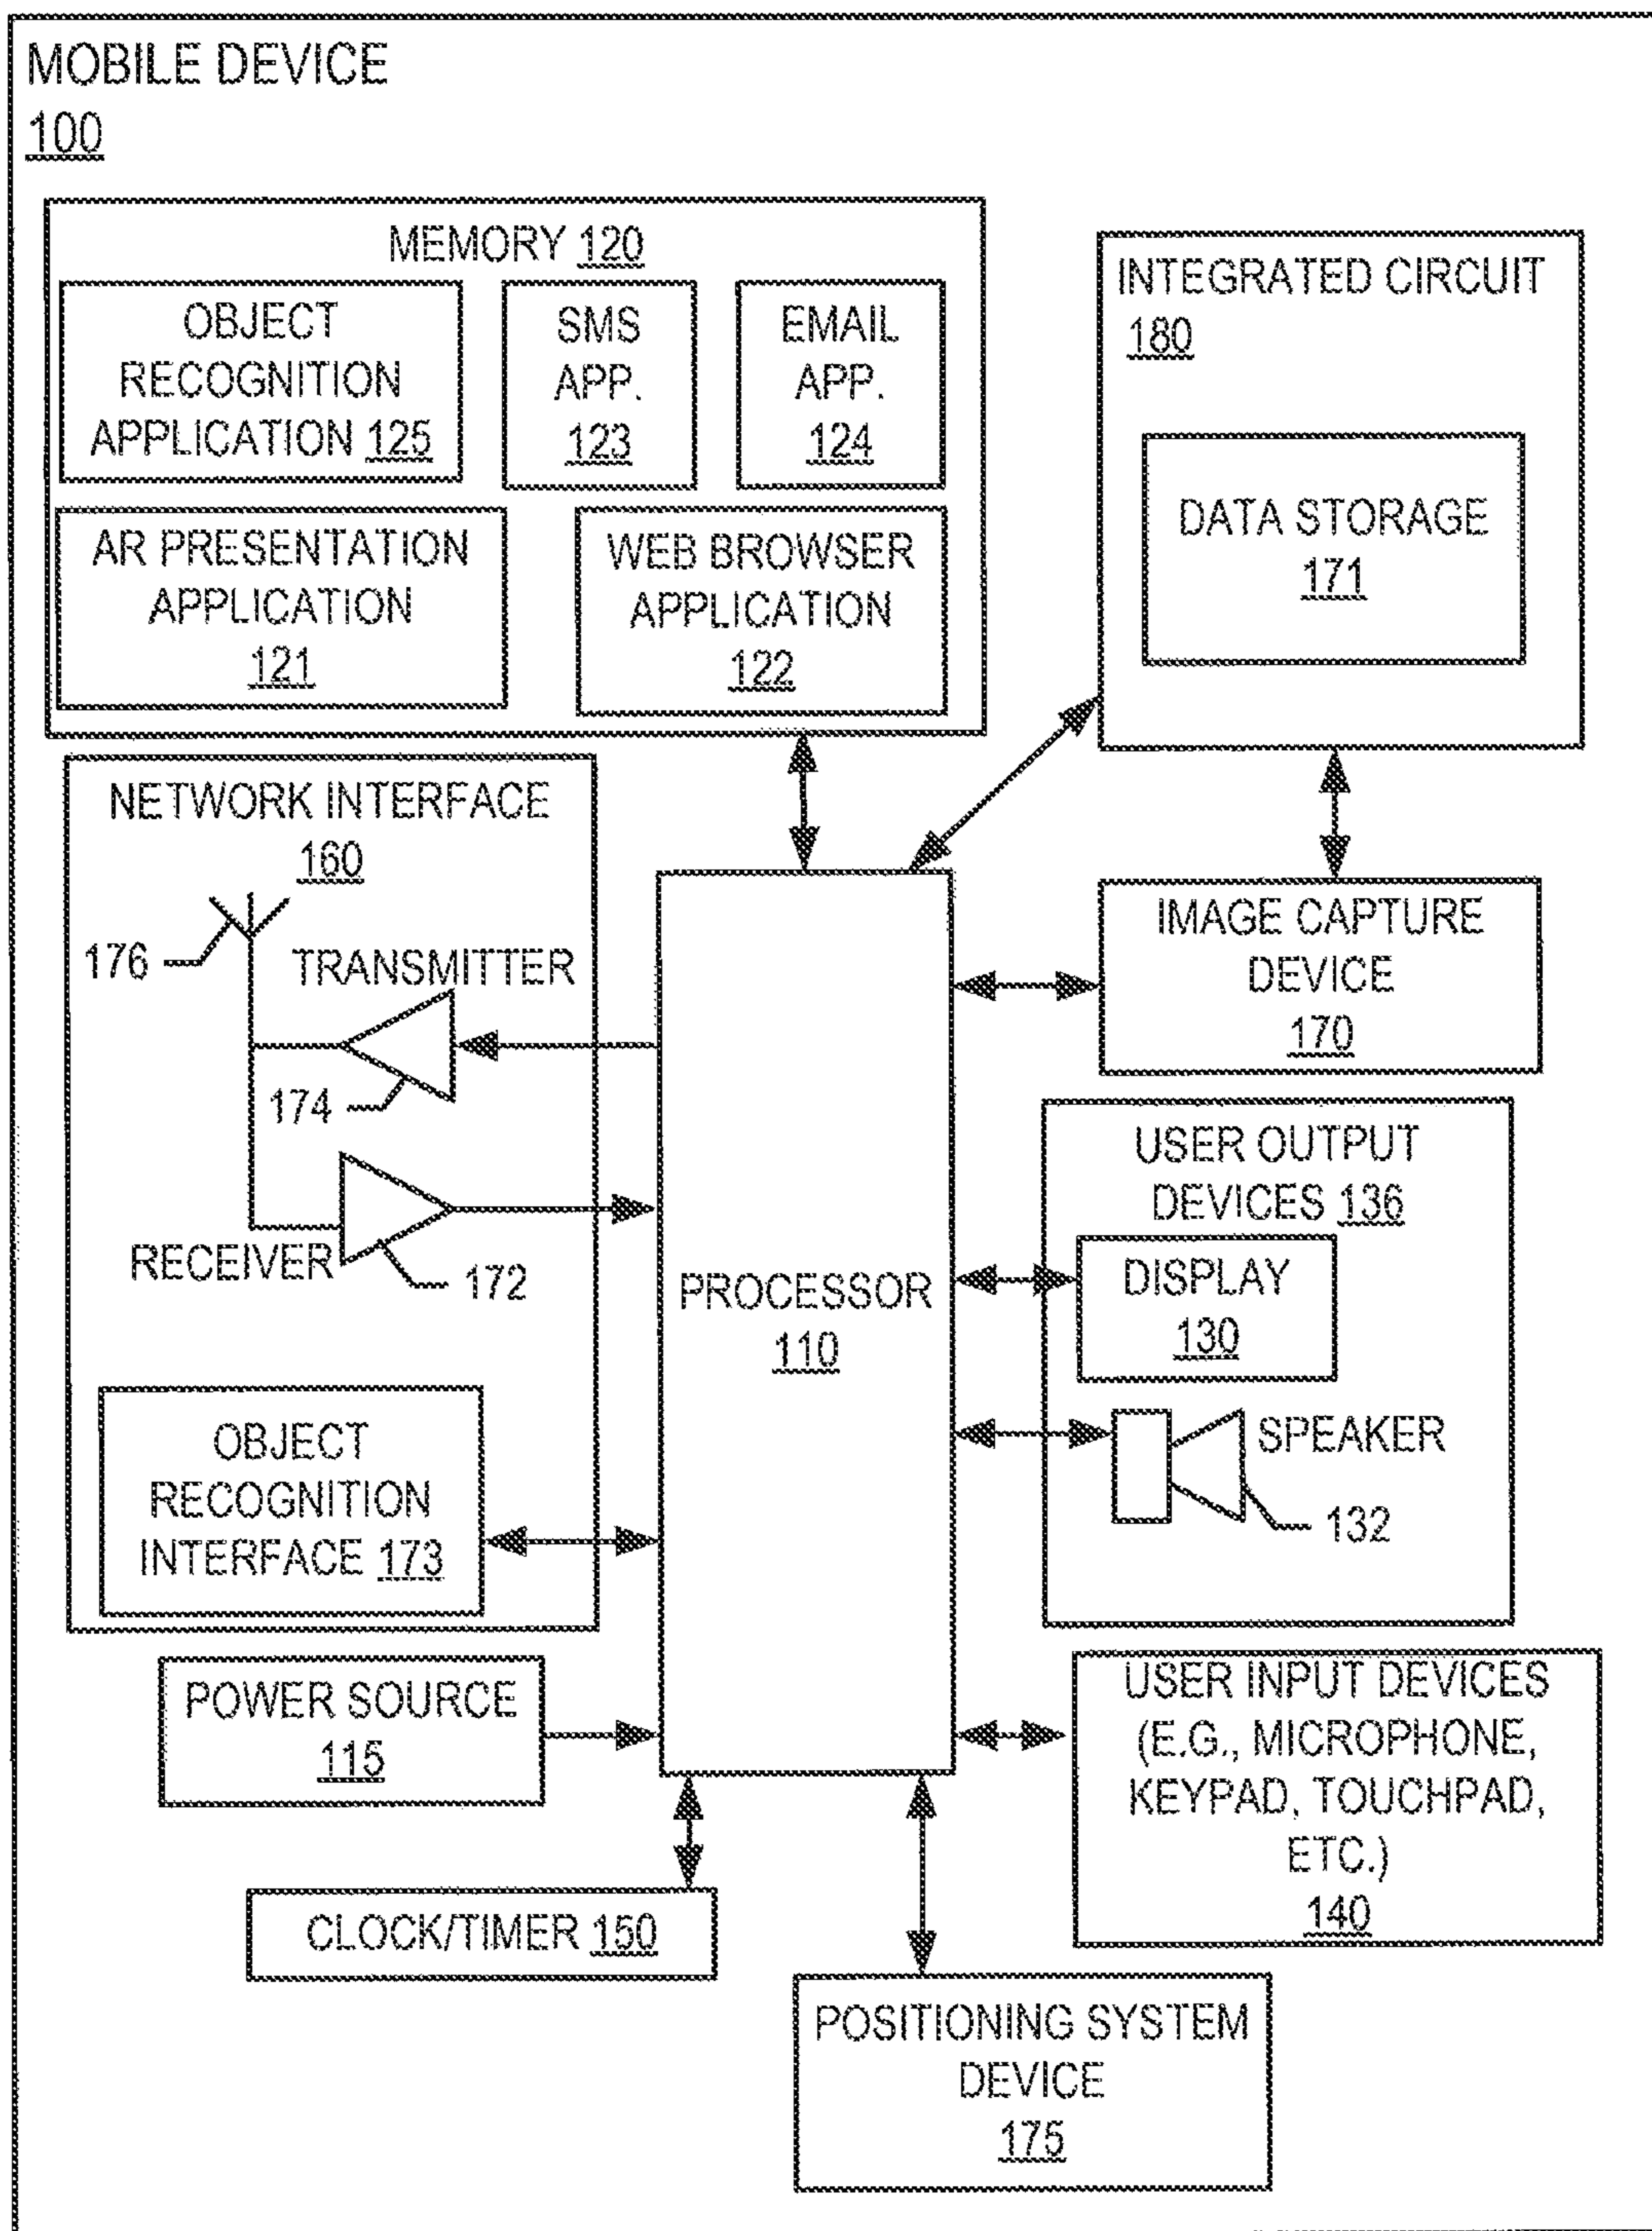 MOBILE DEVICE
100
MEMORY 120
OBJECT
RECOGNITION
APPLICATION 125
SMS
APP.
123
EMAIL
APP.
124
AR PRESENTATION
APPLICATION
121
WEB BROWSER
APPLICATION
122
INTEGRATED CIRCUIT
180
DATA STORAGE
171
NETWORK INTERFACE
160
176
TRANSMITTER
174
RECEIVER
172
OBJECT
RECOGNITION
INTERFACE 173
PROCESSOR
110
IMAGE CAPTURE
DEVICE
170
USER OUTPUT
DEVICES 136
DISPLAY
130
SPEAKER
132
POWER SOURCE
115
USER INPUT DEVICES
(E.G., MICROPHONE,
KEYPAD, TOUCHPAD,
ETC.)
140
CLOCK/TIMER 150
POSITIONING SYSTEM
DEVICE
175